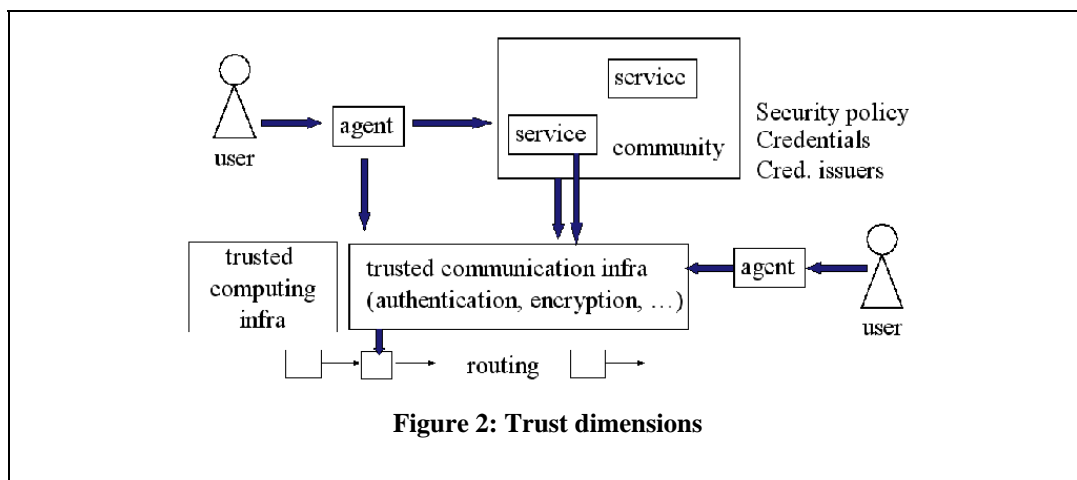 service
agent
service
community
user
Security policy
Credentials
Cred. issuers
trusted
computing
infra
trusted communication infra
(authentication, encryption, …)
agent
user
routing
Figure 2: Trust dimensions